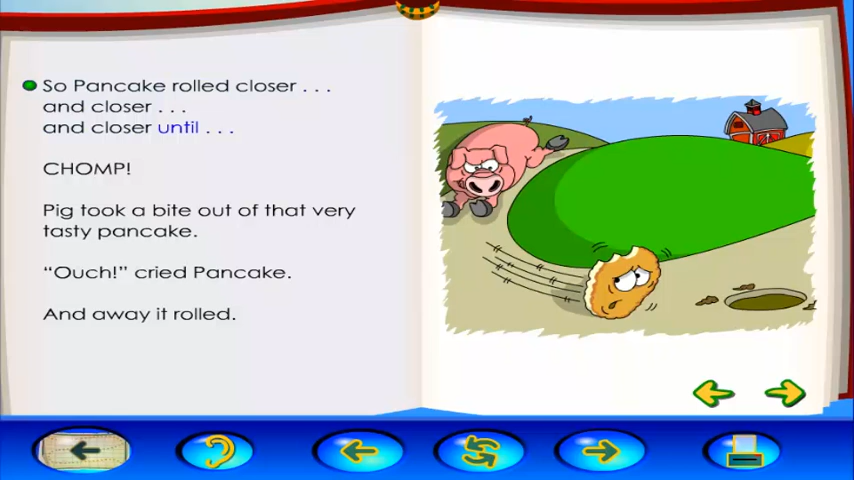 So Pancake rolled closer . . .
and closer . . .
and closer until . . .
CHOMP!
Pig took a bite out of that very
tasty pancake.
“Ouch!” cried Pancake.
And away it rolled.